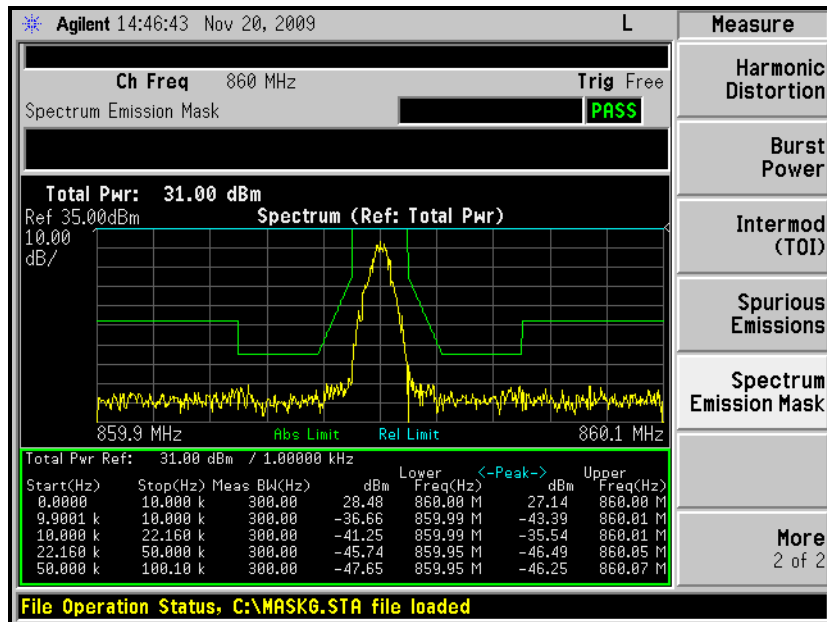 Agilent 14:46:43 Nov 20, 2009 L
Measure
Ch Freq 860 MHz Trig Free
Spectrum Emission Mask PASS
Harmonic
Distortion
Burst
Power
Intermod
(TOI)
Spurious
Emissions
Spectrum
Emission Mask
More
2 of 2
Total Pwr: 31.00 dBm
Ref 35.00dBm Spectrum (Ref: Total Pwr)
10.00
dB/
859.9 MHz Abs Limit Rel Limit 860.1 MHz
Total Pwr Ref: 31.00 dBm / 1.00000 kHz
Lower <-Peak-> Upper
Start(Hz) Stop(Hz) Meas BW(Hz) dBm Freq(Hz) dBm Freq(Hz)
0.0000 10.000 k 300.00 28.48 860.00 M 27.14 860.00 M
9.9001 k 10.000 k 300.00 -36.66 859.99 M -43.39 860.01 M
10.000 k 22.160 k 300.00 -41.25 859.99 M -35.54 860.01 M
22.160 k 50.000 k 300.00 -45.74 859.95 M -46.49 860.05 M
50.000 k 100.10 k 300.00 -47.65 859.95 M -46.25 860.07 M
File Operation Status, C:\MASKG.STA file loaded